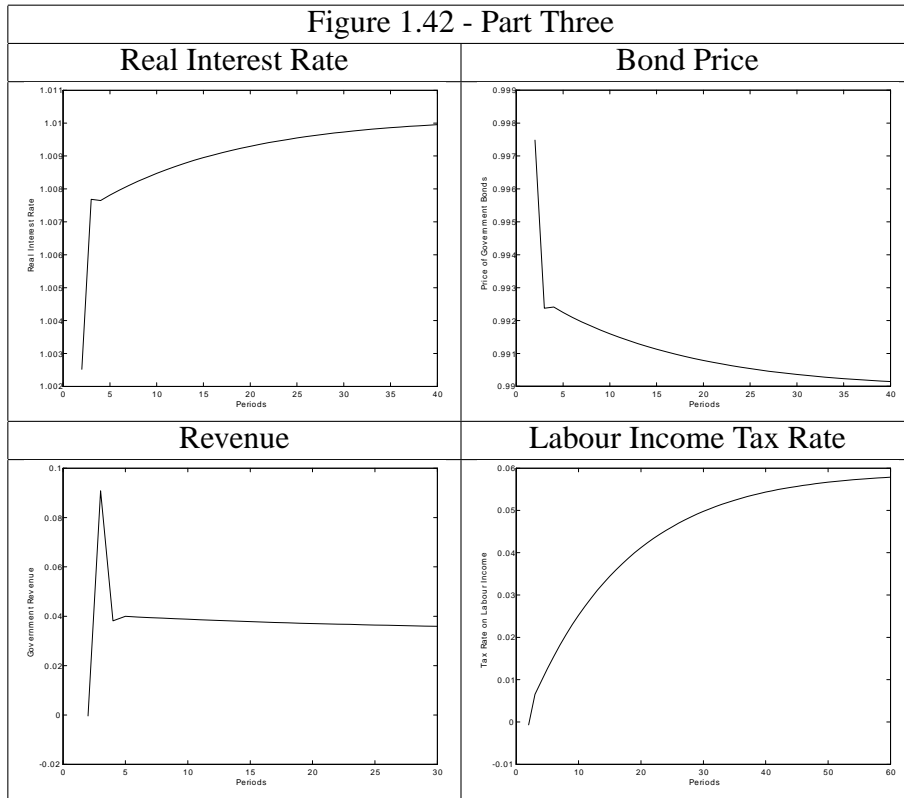 Figure 1.42 - Part Three
Real Interest Rate
Bond Price
1.011
1.01
1.009
1.008
1.007
1.006
1.005
1.004
1.003
1.002
Real Interest Rate
0 5 10 15 20 25 30 35 40
Periods
0.998
0.997
0.996
0.995
0.994
0.993
0.992
0.991
0.99
Price of Government Bonds
0 5 10 15 20 25 30 35 40
Periods
Revenue
Labour Income Tax Rate
0.1
0.08
0.06
0.04
0.02
0
-0.02
Government Revenue
0 5 10 15 20 25 30
Periods
0.06
0.05
0.04
0.03
0.02
0.01
0
-0.01
Tax Rate on Labour Income
0 10 20 30 40 50 60
Periods